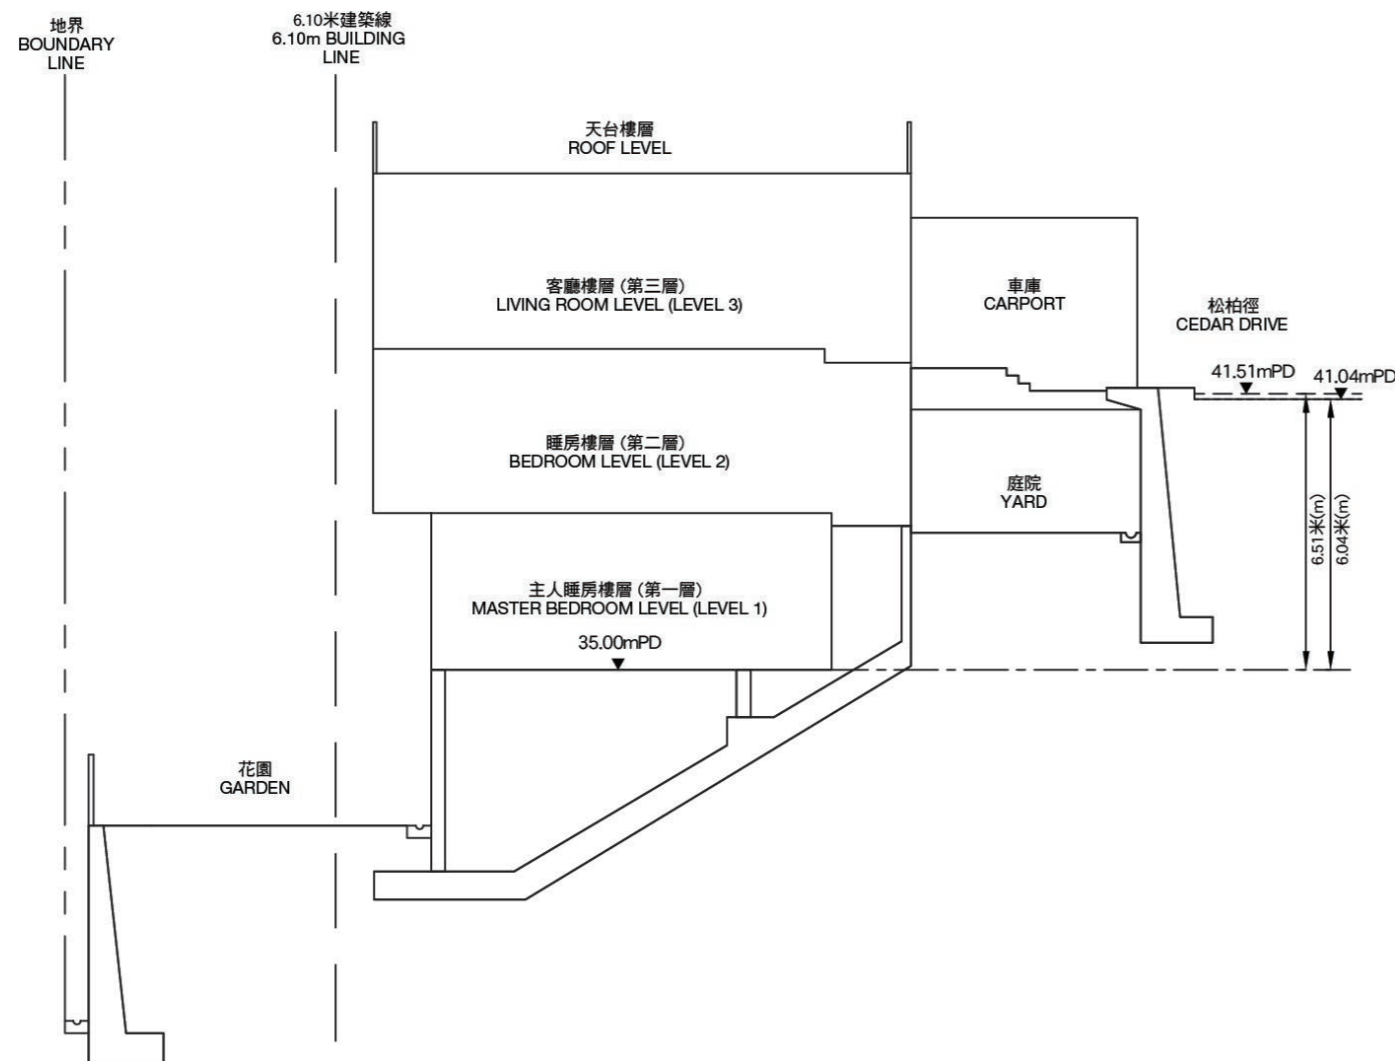 地界
BOUNDARY
LINE
6.10米建築線
6.10m BUILDING
LINE
天台樓層
ROOF LEVEL
客廳樓層 (第三層)
LIVING ROOM LEVEL (LEVEL 3)
車庫
CARPORT
松柏徑
CEDAR DRIVE
41.51mPD
41.04mPD
睡房樓層 (第二層)
BEDROOM LEVEL (LEVEL 2)
庭院
YARD
6.51米(m)
6.04米(m)
主人睡房樓層 (第一層)
MASTER BEDROOM LEVEL (LEVEL 1)
35.00mPD
花園
GARDEN